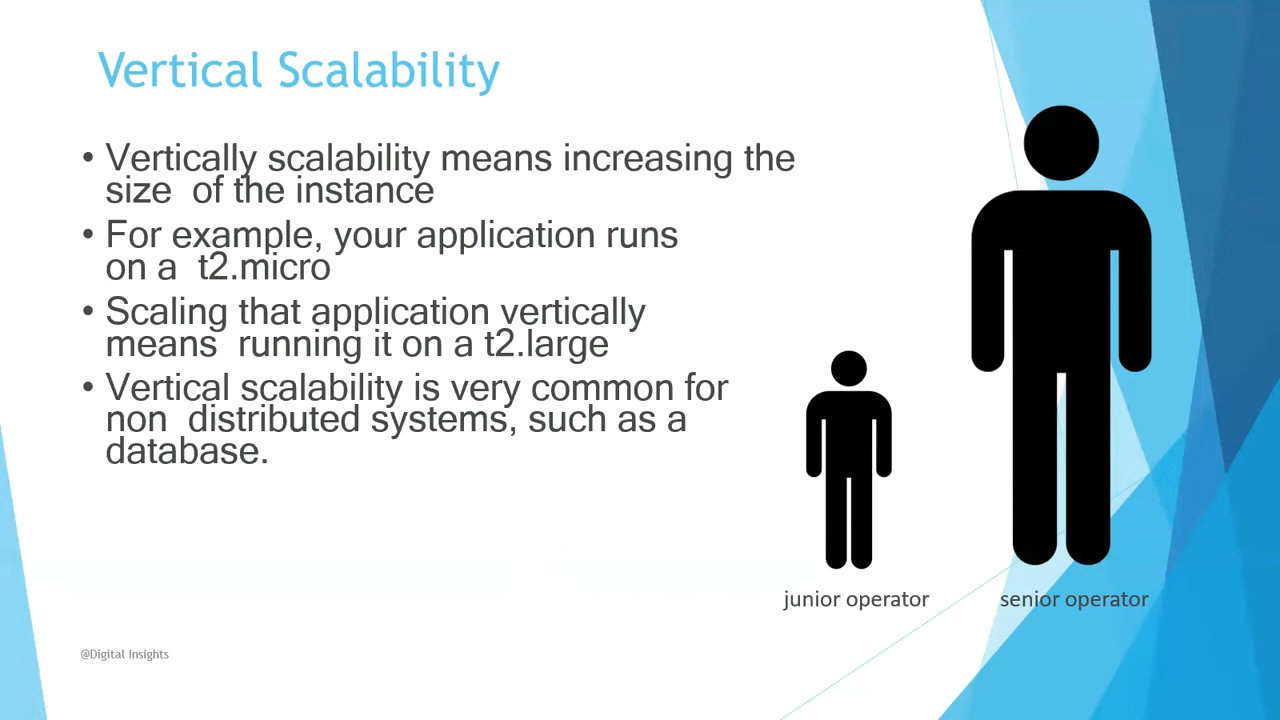 Vertical Scalability
• Vertically scalability means increasing the
size of the instance
• For example, your application runs
on a t2.micro
• Scaling that application vertically
means running it on a t2.large
• Vertical scalability is very common for
non distributed systems, such as a
database.
junior operator
senior operator
@Digital Insights